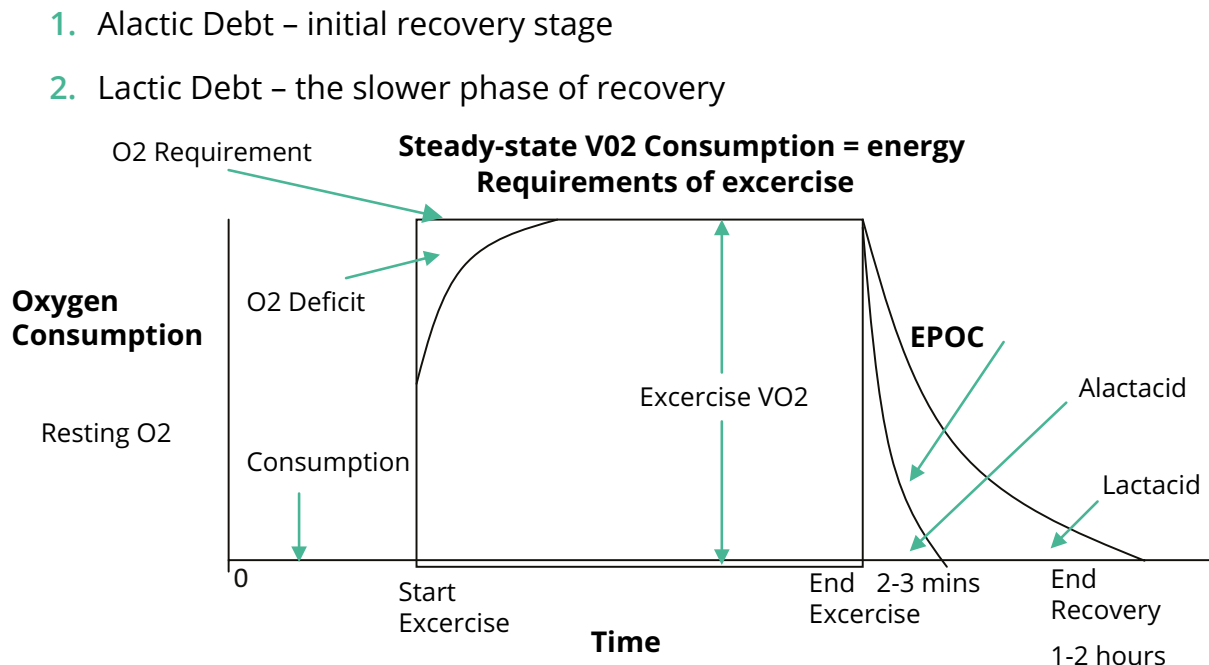 1. Alactic Debt – initial recovery stage
2. Lactic Debt – the slower phase of recovery
O2 Requirement
Steady-state V02 Consumption = energy
Requirements of excercise
Oxygen
Consumption
O2 Deficit
EPOC
Alactacid
Excercise VO2
Resting O2
Consumption
Lactacid
0
Start
Excercise
End
Excercise
2-3 mins
End
Recovery
1-2 hours
Time